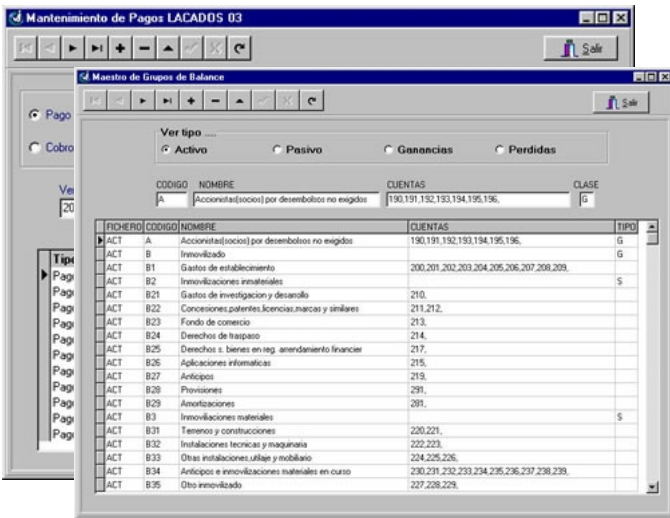 Mantenimiento de Pagos LACADOS 03
Salir
Pago
Cobro
Maestro de Grupos de Balance
Salir
Ver tipo ....
Activo Pasivo Ganancias Perdidas
CODIGO NOMBRE CUENTAS CLASE
A Accionistas(socios) por desembolsos no exigidos 190,191,192,193,194,195,196, G
FICHERO CODIGO NOMBRE CUENTAS TIPO
ACT A Accionistas(socios) por desembolsos no exigidos 190,191,192,193,194,195,196, G
ACT B Inmovilizado G
ACT B1 Gastos de establecimiento 200,201,202,203,204,205,206,207,208,209,
ACT B2 Inmovilizaciones inmateriales S
ACT B21 Gastos de investigacion y desarrollo 210,
ACT B22 Concesiones,patentes,licencias,marcas y similares 211,212,
ACT B23 Fondo de comercio 213,
ACT B24 Derechos de traspaso 214,
ACT B25 Derechos s. bienes en reg. arrendamiento financier 217,
ACT B26 Aplicaciones informaticas 215,
ACT B27 Anticipos 219,
ACT B28 Provisiones 291,
ACT B29 Amortizaciones 281,
ACT B3 Inmoviliaciones materiales S
ACT B31 Terrenos y construcciones 220,221,
ACT B32 Instalaciones tecnicas y maquinaria 222,223,
ACT B33 Otras instalaciones,utilaje y mobiliario 224,225,226,
ACT B34 Anticipos e inmovilizaciones materiales en curso 230,231,232,233,234,235,236,237,238,239,
ACT B35 Otro inmovilizado 227,228,229,